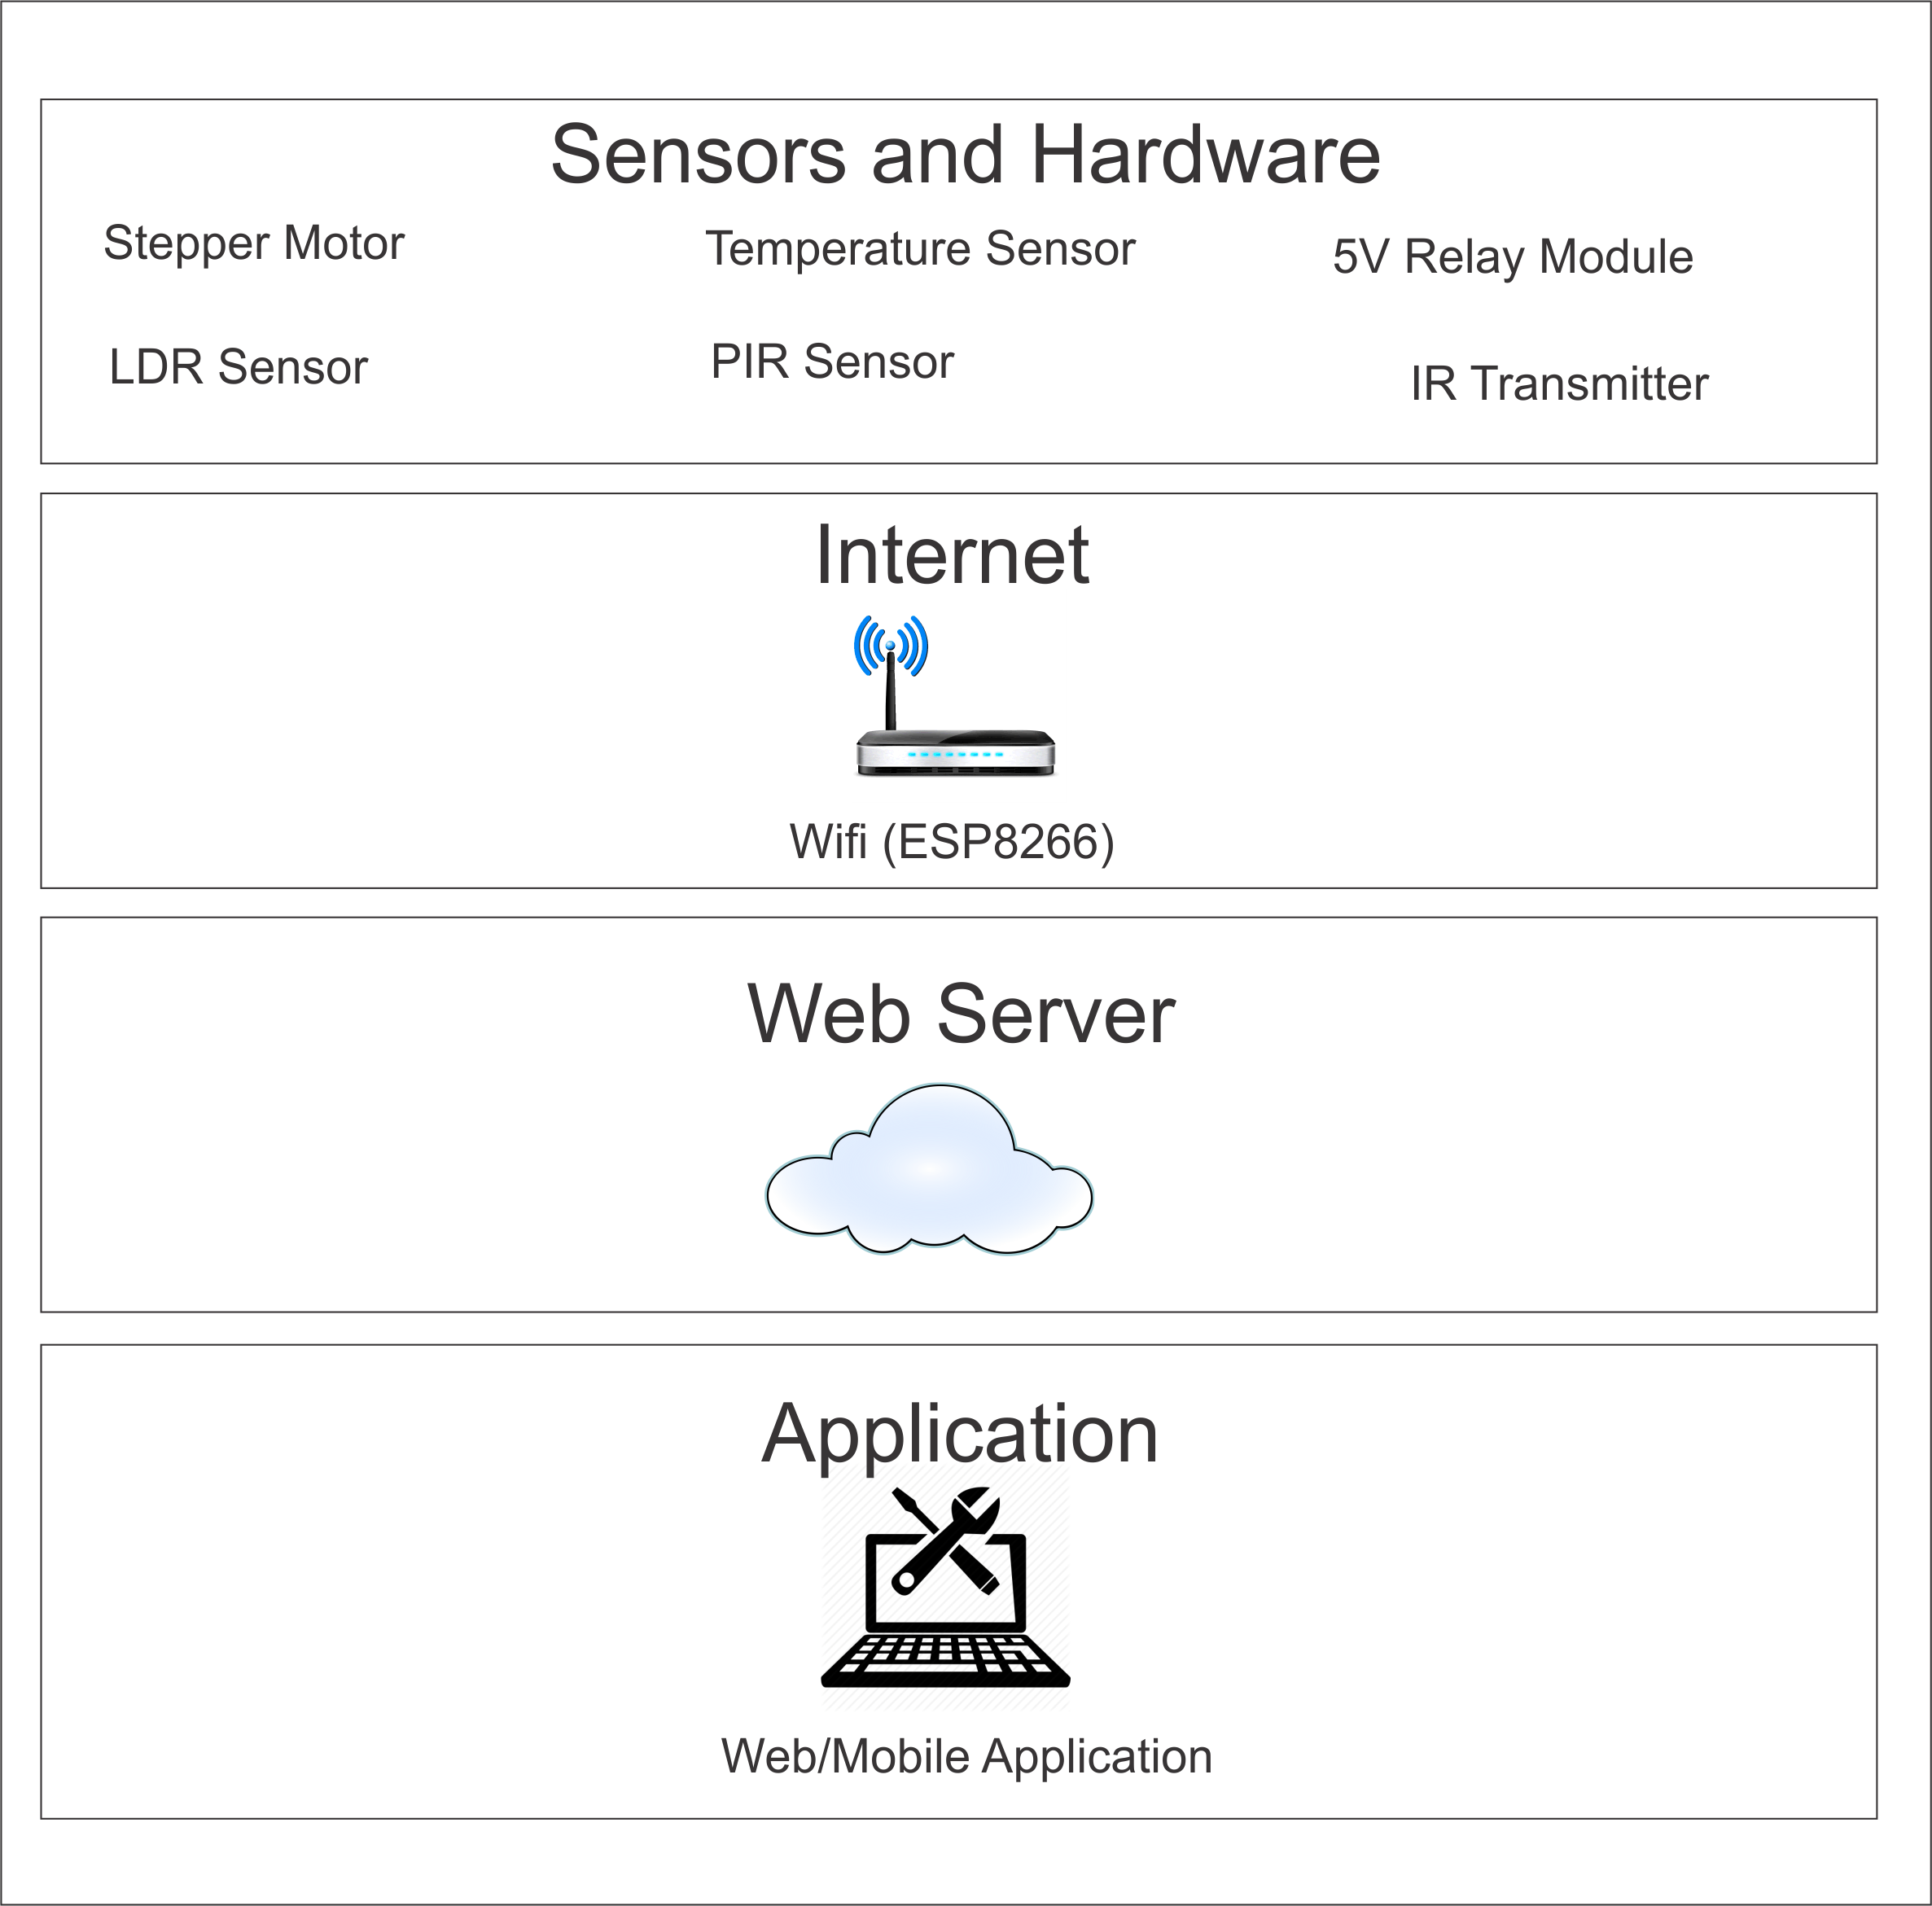 Sensors and Hardware
Stepper Motor
Temperature Sensor
5V Relay Module
LDR Sensor
PIR Sensor
IR Transmitter
Internet
Wifi (ESP8266)
Web Server
Application
Web/Mobile Application